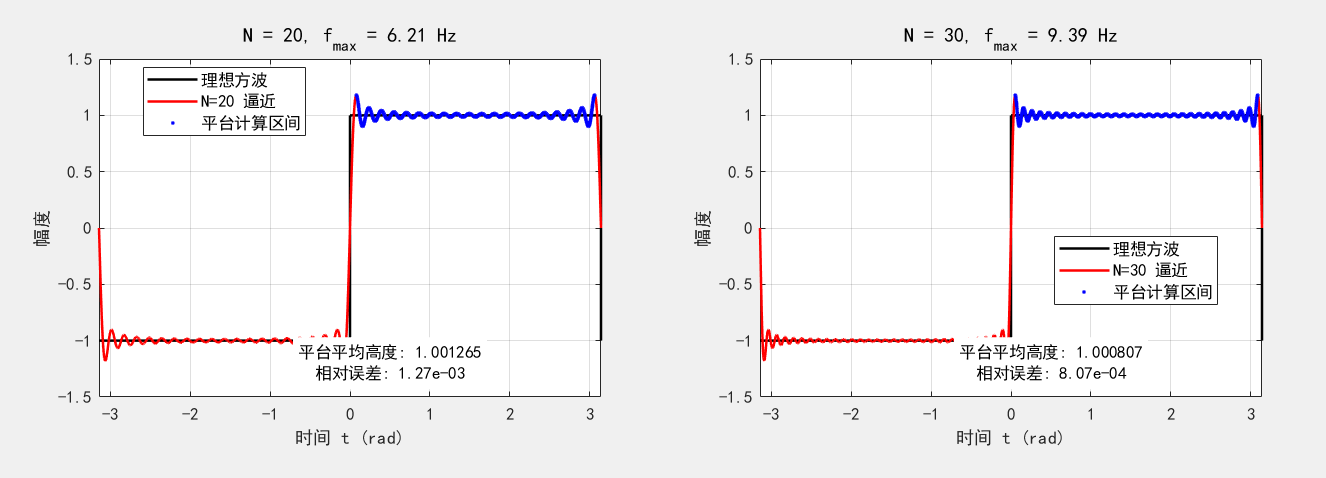 N = 20, fmax = 6.21 Hz
1.5
1
0.5
0
−0.5
−1
−1.5
幅度
理想方波
N=20 逼近
平台计算区间
平台平均高度: 1.001265
相对误差: 1.27e-03
−3 −2 −1 0 1 2 3
时间 t (rad)
N = 30, fmax = 9.39 Hz
1.5
1
0.5
0
−0.5
−1
−1.5
幅度
理想方波
N=30 逼近
平台计算区间
平台平均高度: 1.000807
相对误差: 8.07e-04
−3 −2 −1 0 1 2 3
时间 t (rad)